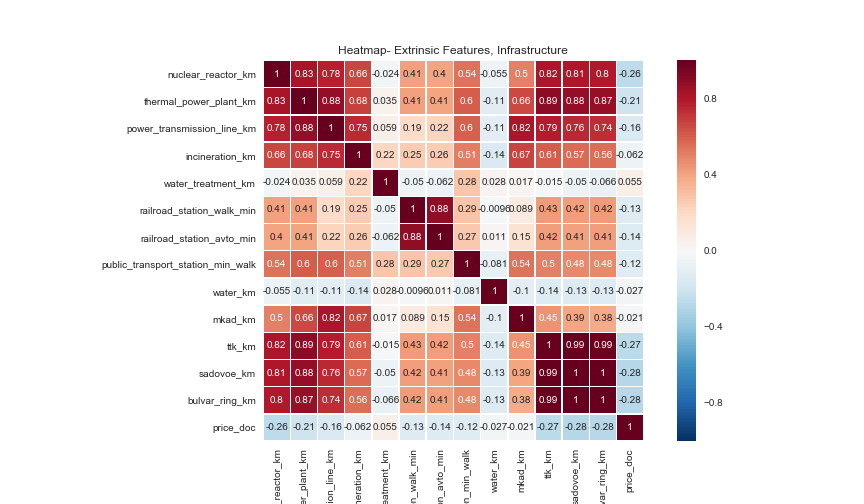 Heatmap- Extrinsic Features, Infrastructure
nuclear_reactor_km 1 0.83 0.78 0.66 -0.024 0.41 0.4 0.54 -0.055 0.5 0.82 0.81 0.8 -0.26
thermal_power_plant_km 0.83 1 0.88 0.68 0.035 0.41 0.41 0.6 -0.11 0.66 0.89 0.88 0.87 -0.21
power_transmission_line_km 0.78 0.88 1 0.75 0.059 0.19 0.22 0.6 -0.11 0.82 0.79 0.76 0.74 -0.16
incineration_km 0.66 0.68 0.75 1 0.22 0.25 0.26 0.51 -0.14 0.67 0.61 0.57 0.56 -0.062
water_treatment_km -0.024 0.035 0.059 0.22 1 -0.05 -0.062 0.28 0.028 0.017 -0.015 -0.05 -0.066 0.055
railroad_station_walk_min 0.41 0.41 0.19 0.25 -0.05 1 0.88 0.29 -0.0096 0.089 0.43 0.42 0.42 -0.13
railroad_station_avto_min 0.4 0.41 0.22 0.26 -0.062 0.88 1 0.27 0.011 0.15 0.42 0.41 0.41 -0.14
public_transport_station_min_walk 0.54 0.6 0.6 0.51 0.28 0.29 0.27 1 -0.081 0.54 0.5 0.48 0.48 -0.12
water_km -0.055 -0.11 -0.11 -0.14 0.028 -0.0096 0.011 -0.081 1 -0.1 -0.14 -0.13 -0.13 -0.027
mkad_km 0.5 0.66 0.82 0.67 0.017 0.089 0.15 0.54 -0.1 1 0.45 0.39 0.38 -0.021
ttk_km 0.82 0.89 0.79 0.61 -0.015 0.43 0.42 0.5 -0.14 0.45 1 0.99 0.99 -0.27
sadovoe_km 0.81 0.88 0.76 0.57 -0.05 0.42 0.41 0.48 -0.13 0.39 0.99 1 1 -0.28
bulvar_ring_km 0.8 0.87 0.74 0.56 -0.066 0.42 0.41 0.48 -0.13 0.38 0.99 1 1 -0.28
price_doc -0.26 -0.21 -0.16 -0.062 0.055 -0.13 -0.14 -0.12 -0.027 -0.021 -0.27 -0.28 -0.28 1
_reactor_km
er_plant_km
ion_line_km
neration_km
eatment_km
n_walk_min
on_avto_min
on_min_walk
water_km
mkad_km
ttk_km
sadovoe_km
var_ring_km
price_doc
0.8
0.4
0.0
−0.4
−0.8